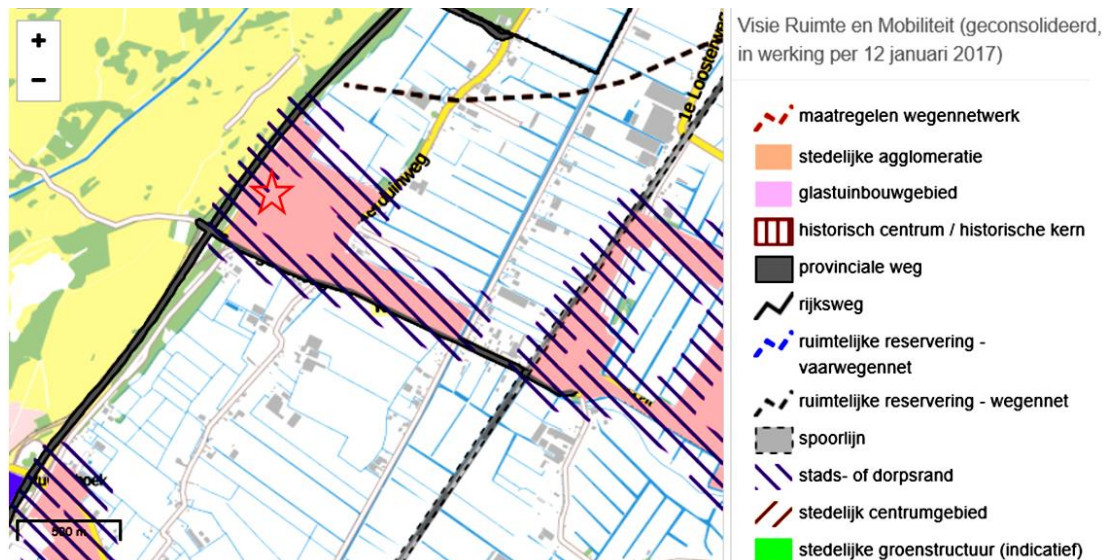 +
−
1e Loosterweg
500 m
Visie Ruimte en Mobiliteit (geconsolideerd,
in werking per 12 januari 2017)
maatregelen wegennetwerk
stedelijke agglomeratie
glastuinbouwgebied
historisch centrum / historische kern
provinciale weg
rijksweg
ruimtelijke reservering -
vaarwegennet
ruimtelijke reservering - wegennet
spoorlijn
stads- of dorpsrand
stedelijk centrumgebied
stedelijke groenstructuur (indicatief)